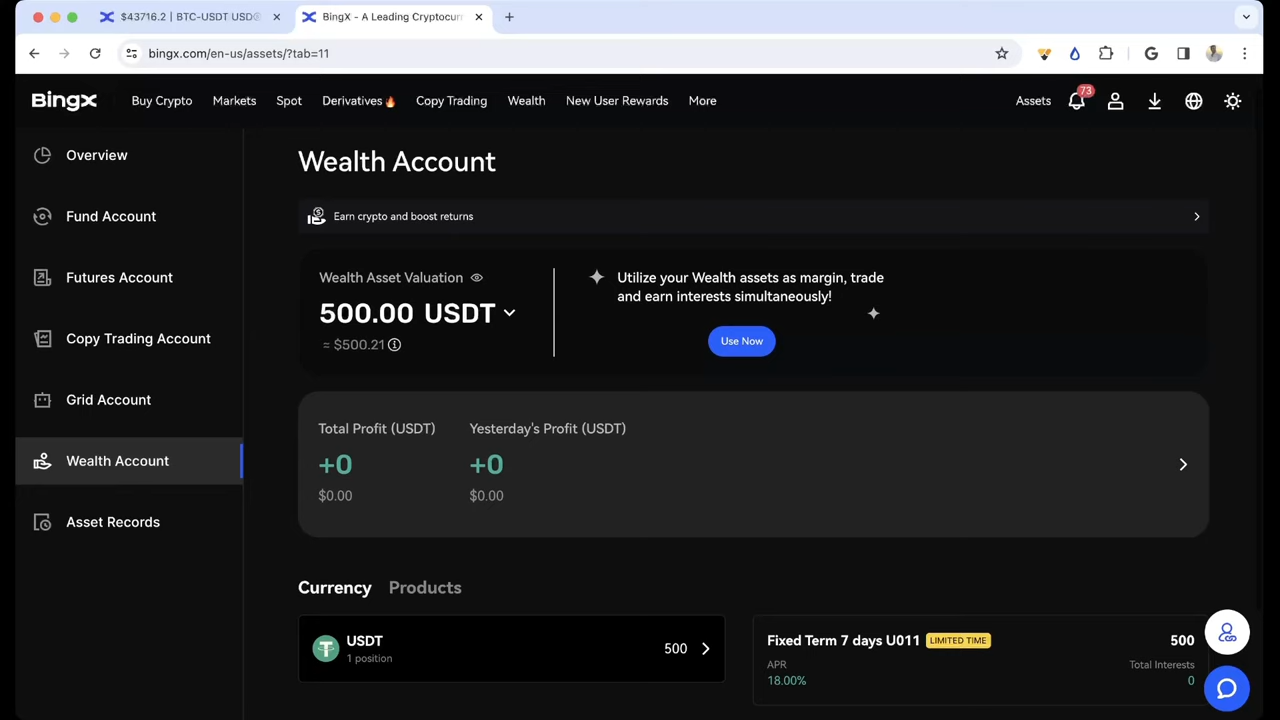 $43716.2 | BTC-USDT USD
BingX - A Leading Cryptocurr
bingx.com/en-us/assets/?tab=11
BingX
Buy Crypto
Markets
Spot
Derivatives
Copy Trading
Wealth
New User Rewards
More
Assets
73
Overview
Fund Account
Futures Account
Copy Trading Account
Grid Account
Wealth Account
Asset Records
Wealth Account
Earn crypto and boost returns
Wealth Asset Valuation
500.00 USDT
≈ $500.21
Utilize your Wealth assets as margin, trade
and earn interests simultaneously!
Use Now
Total Profit (USDT)
+0
$0.00
Yesterday's Profit (USDT)
+0
$0.00
Currency
Products
USDT
1 position
500
Fixed Term 7 days U011
LIMITED TIME
500
APR
Total Interests
18.00%
0